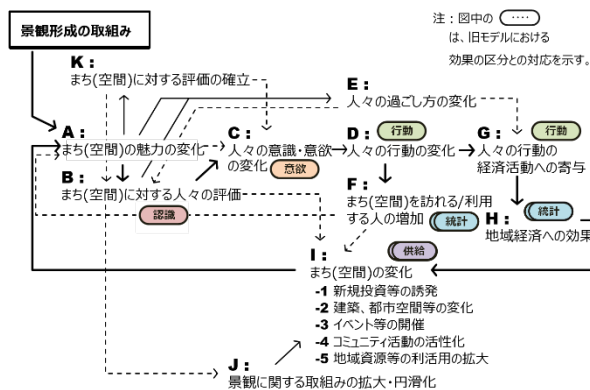 景観形成の取組み
注：図中の
は、旧モデルにおける
効果の区分との対応を示す。
K：
まち(空間)に対する評価の確立
E：
人々の過ごし方の変化
A：
まち(空間)の魅力の変化
C：
人々の意識・意欲
の変化
意欲
D：
行動
人々の行動の変化
G：
行動
人々の行動の
経済活動への寄与
B：
まち(空間)に対する人々の評価
認識
F：
まち(空間)を訪れる/利用
する人の増加
統計
H：
統計
地域経済への効果
I：
供給
まち(空間)の変化
-1 新規投資等の誘発
-2 建築、都市空間等の変化
-3 イベント等の開催
-4 コミュニティ活動の活性化
-5 地域資源等の利活用の拡大
J：
景観に関する取組みの拡大・円滑化